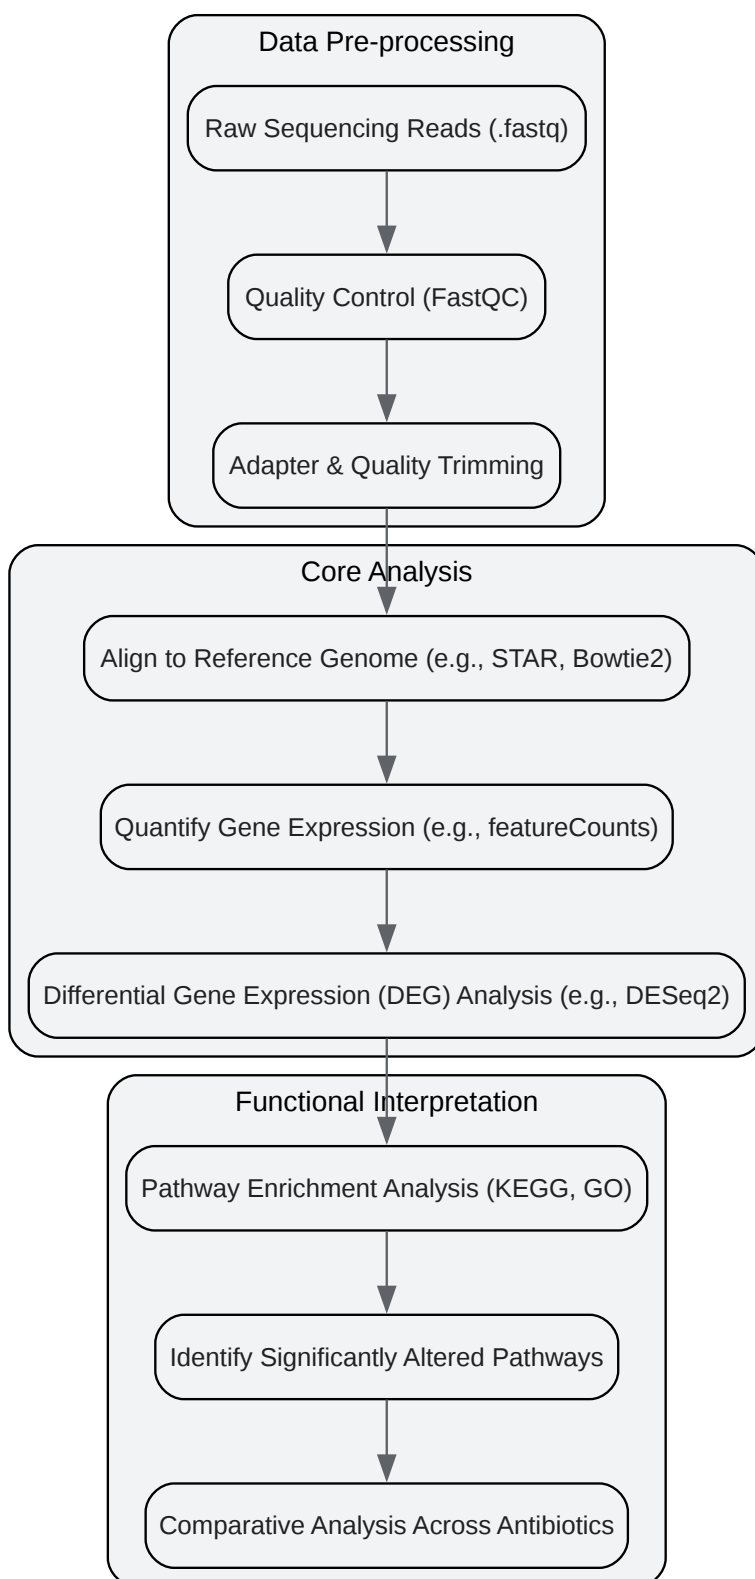 Data Pre-processing
Raw Sequencing Reads (.fastq)
Quality Control (FastQC)
Adapter & Quality Trimming
Core Analysis
Align to Reference Genome (e.g., STAR, Bowtie2)
Quantify Gene Expression (e.g., featureCounts)
Differential Gene Expression (DEG) Analysis (e.g., DESeq2)
Functional Interpretation
Pathway Enrichment Analysis (KEGG, GO)
Identify Significantly Altered Pathways
Comparative Analysis Across Antibiotics